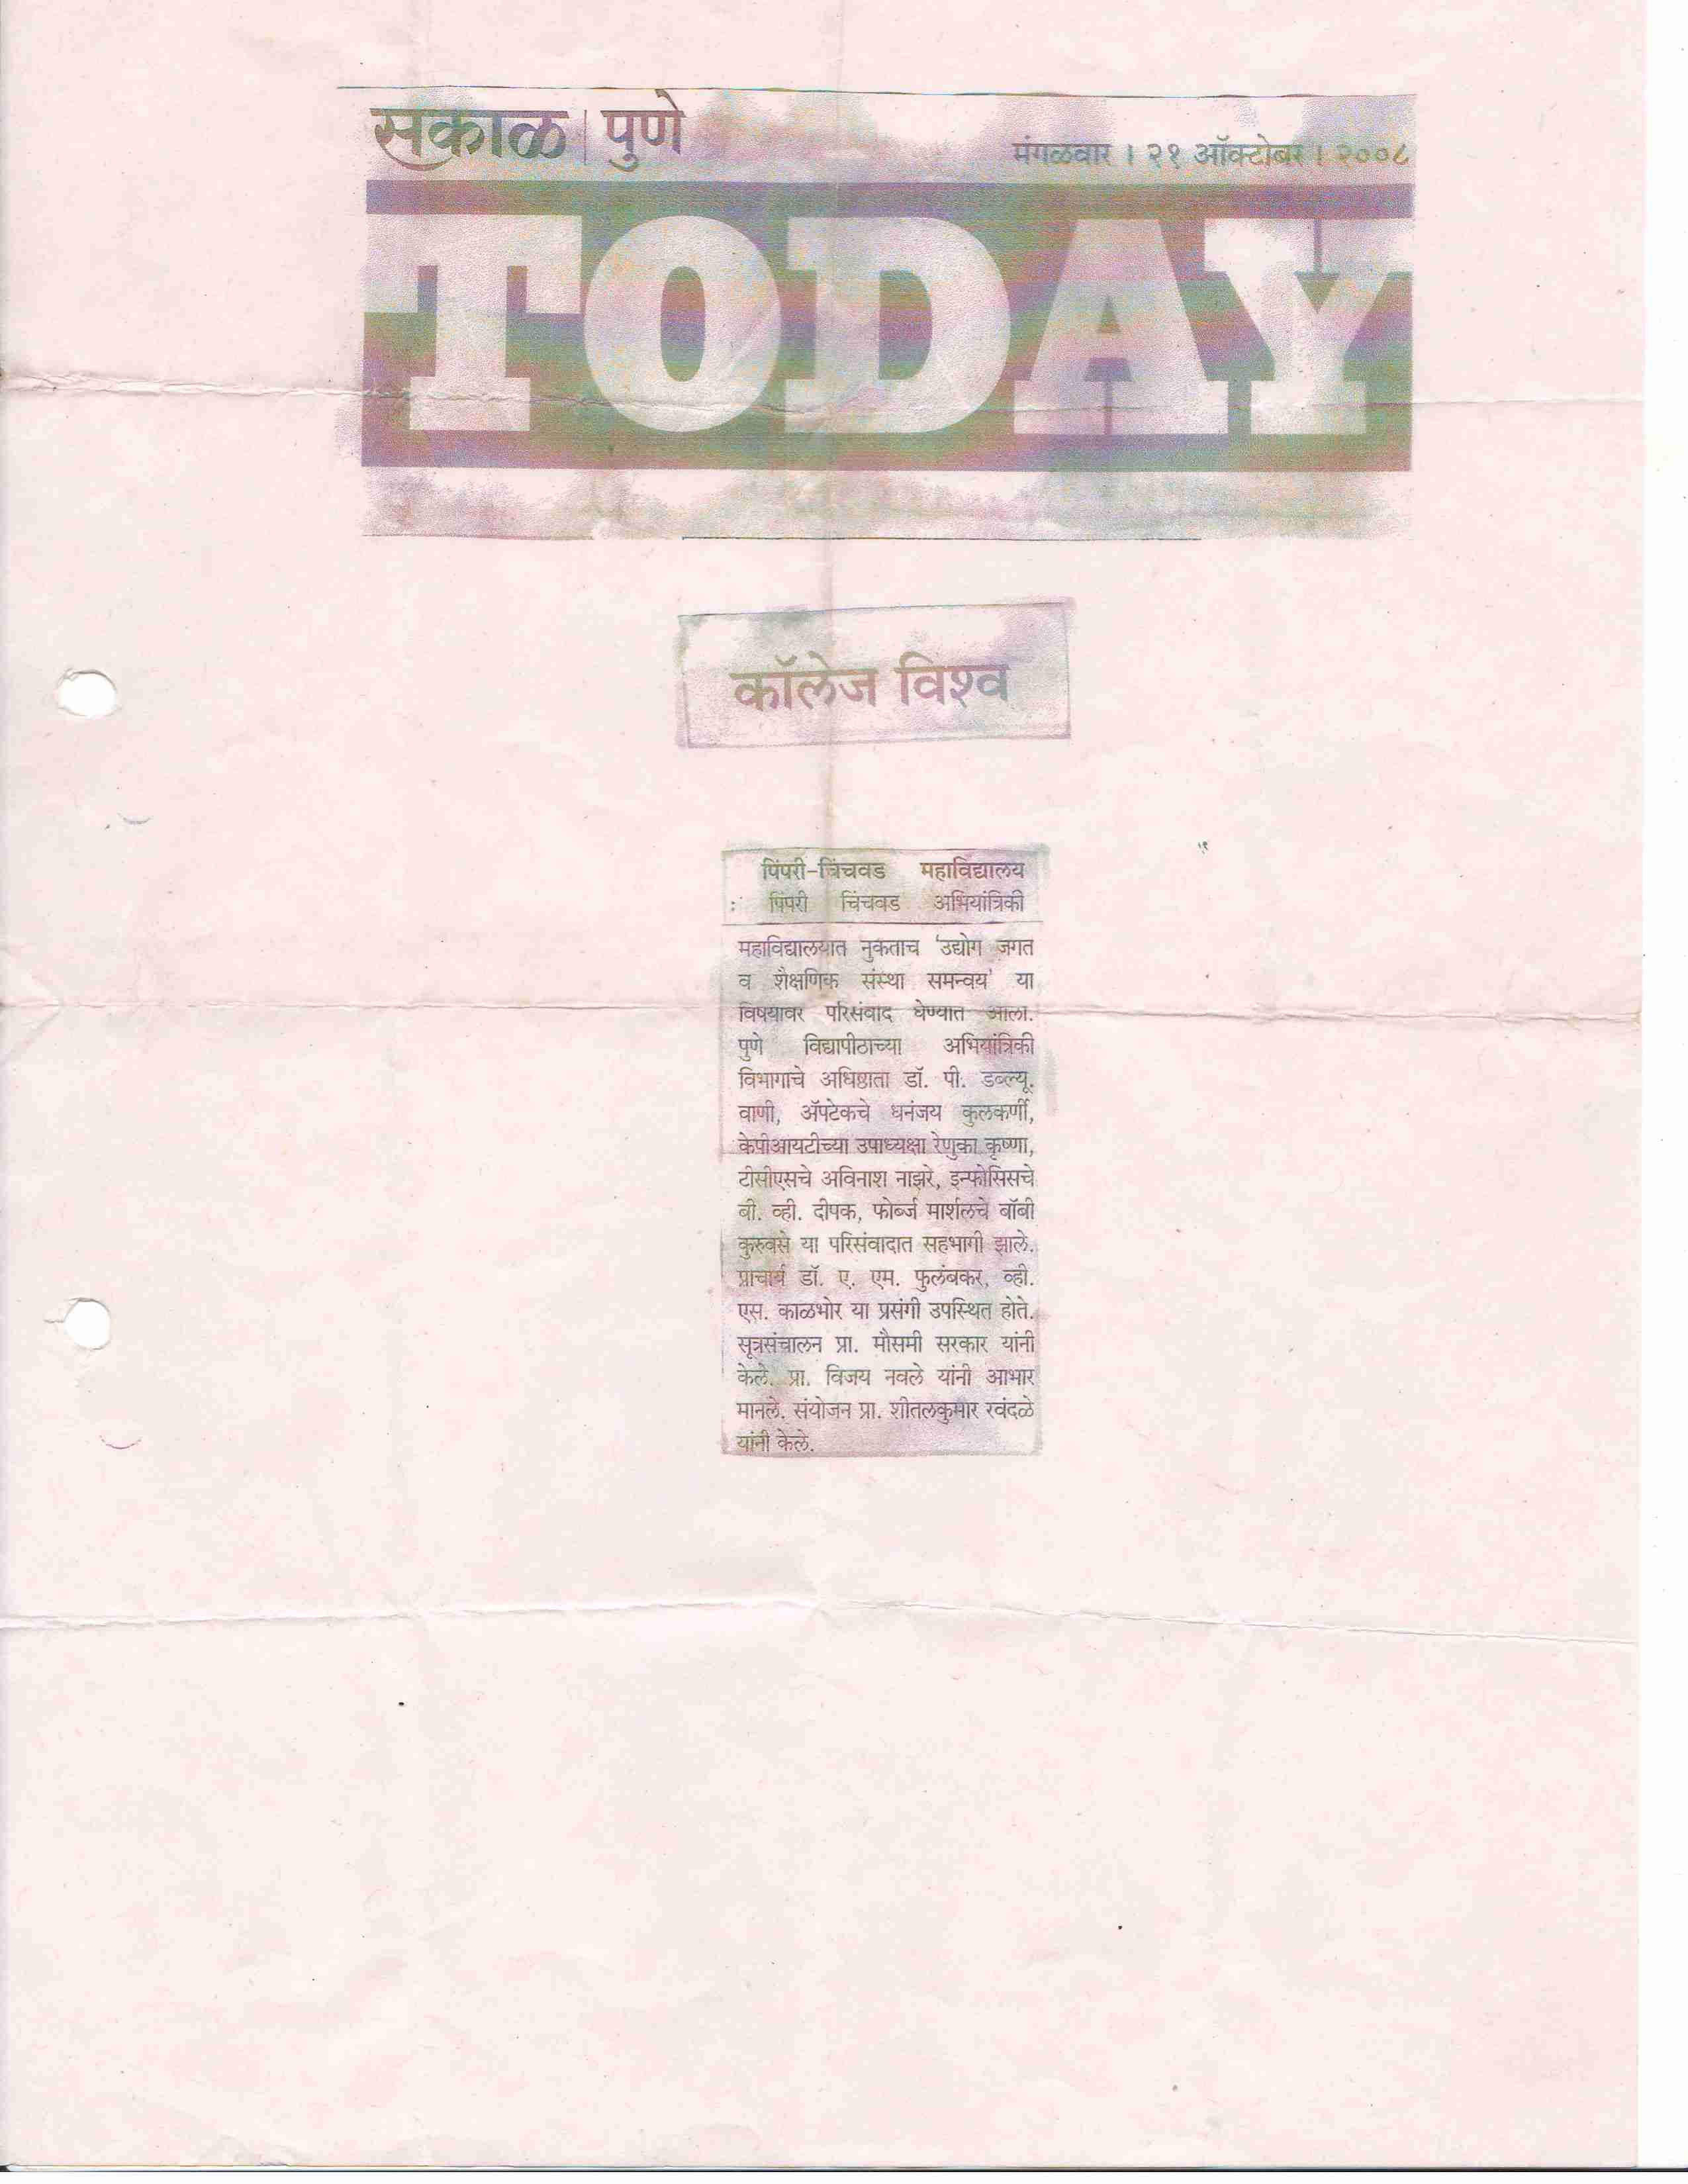 सकाळ | पुणे
मंगळवार । २१ ऑक्टोबर । २००८
TODAY
कॉलेज विश्व
पिंपरी-चिंचवड महाविद्यालय
: पिंपरी चिंचवड अभियांत्रिकी
महाविद्यालयात नुकताच 'उद्योग जगत
व शैक्षणिक संस्था समन्वय' या
विषयावर परिसंवाद घेण्यात आला.
पुणे विद्यापीठाच्या अभियांत्रिकी
विभागाचे अधिष्ठाता डॉ. पी. डब्ल्यू.
वाणी, ॲपटेकचे धनंजय कुलकर्णी,
केपीआयटीच्या उपाध्यक्षा रेणुका कृष्णा,
टीसीएसचे अविनाश नाझरे, इन्फोसिसचे
बी. व्ही. दीपक, फोर्ब्ज मार्शलचे बॉबी
कुरुवसे या परिसंवादात सहभागी झाले.
प्राचार्य डॉ. ए. एम. फुलंबकर, व्ही.
एस. काळभोर या प्रसंगी उपस्थित होते.
सूत्रसंचालन प्रा. मौसमी सरकार यांनी
केले. प्रा. विजय नवले यांनी आभार
मानले. संयोजन प्रा. शीतलकुमार रवंदळे
यांनी केले.